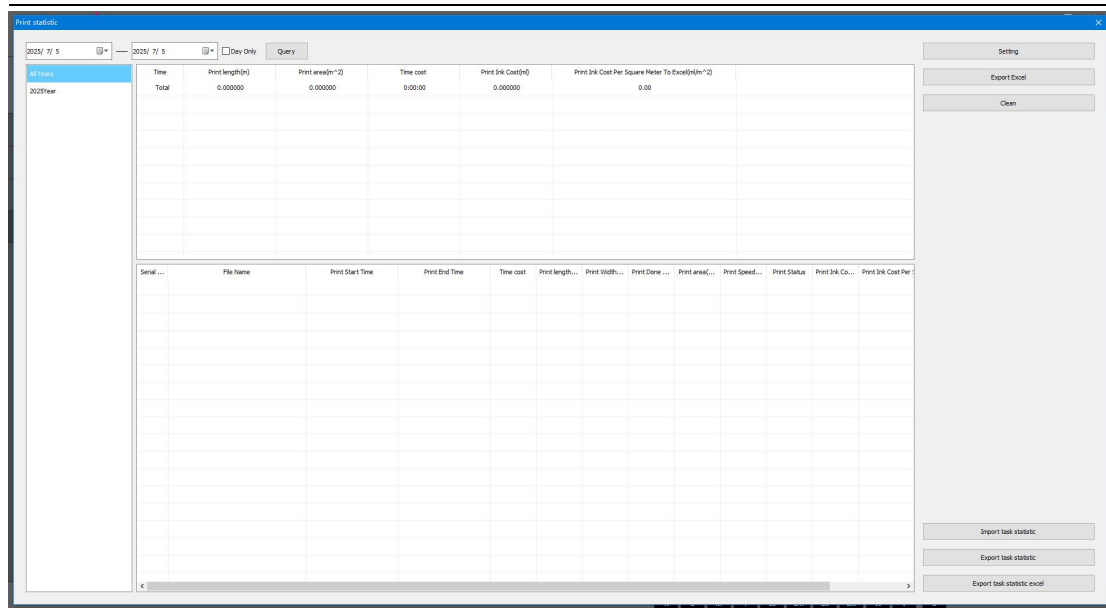 Print statistic
2025/ 7/ 5 — 2025/ 7/ 5 Day Only Query
Setting
Export Excel
Clean
All Years
2025Year
Time Print length(m) Print area(m^2) Time cost Print Ink Cost(ml) Print Ink Cost Per Square Meter To Excel(ml/m^2)
Total 0.000000 0.000000 0:00:00 0.000000 0.00
Serial ... File Name Print Start Time Print End Time Time cost Print length... Print Width... Print Done ... Print area(... Print Speed... Print Status Print Ink Co... Print Ink Cost Per
Import task statistic
Export task statistic
Export task statistic excel